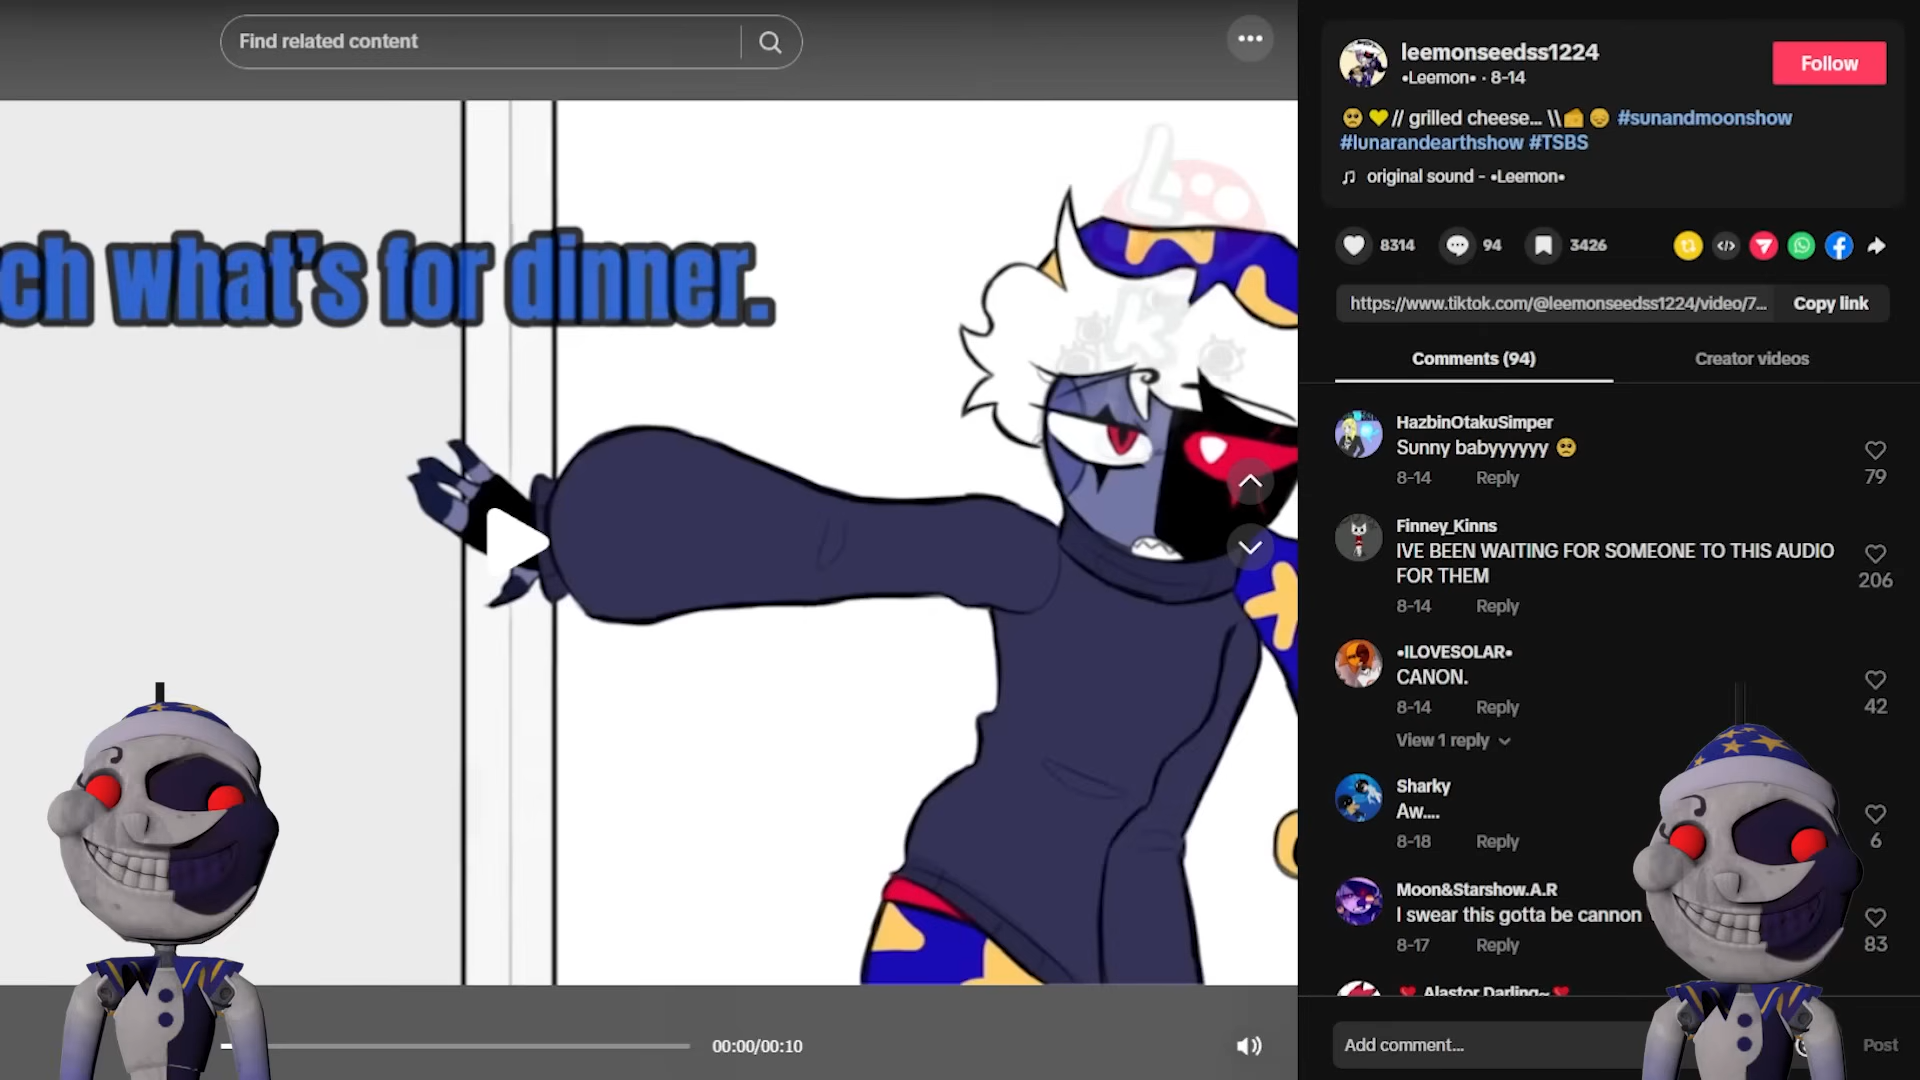 Find related content
ch what's for dinner.
L
K
00:00/00:10
leemonseedss1224
•Leemon• · 8-14
Follow
🥺 💛 // grilled cheese... \\🧀 😞 #sunandmoonshow
#lunarandearthshow #TSBS
original sound - •Leemon•
8314
94
3426
https://www.tiktok.com/@leemonseedss1224/video/7...
Copy link
Comments (94)
Creator videos
HazbinOtakuSimper
Sunny babyyyyyy 🥺
8-14 Reply
79
Finney_Kinns
IVE BEEN WAITING FOR SOMEONE TO THIS AUDIO
FOR THEM
8-14 Reply
206
•ILOVESOLAR•
CANON.
8-14 Reply
42
View 1 reply
Sharky
Aw....
8-18 Reply
6
Moon&Starshow.A.R
I swear this gotta be cannon
8-17 Reply
83
❣️ Alastor Darling~❣️
Add comment...
Post